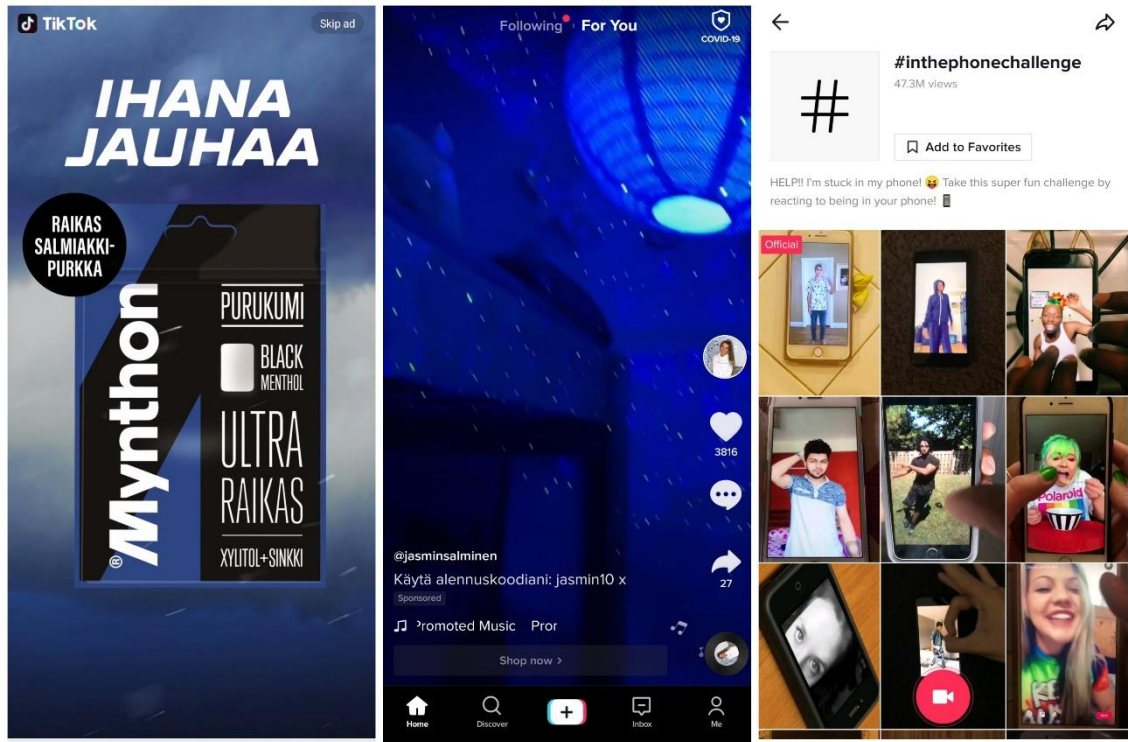 TikTok
Skip ad
IHANA
JAUHAA
RAIKAS
SALMIAKKI-
PURKKA
Mynthon®
PURUKUMI
BLACK
MENTHOL
ULTRA
RAIKAS
XYLITOL+SINKKI
Following For You
COVID-19
3816
27
@jasminsalminen
Käytä alennuskoodiani: jasmin10 x
Sponsored
Promoted Music Pror
Shop now >
Home
Discover
Inbox
Me
#inthephonechallenge
47.3M views
Add to Favorites
HELP!! I'm stuck in my phone! 😝 Take this super fun challenge by
reacting to being in your phone! 📱
Official
Polaroid